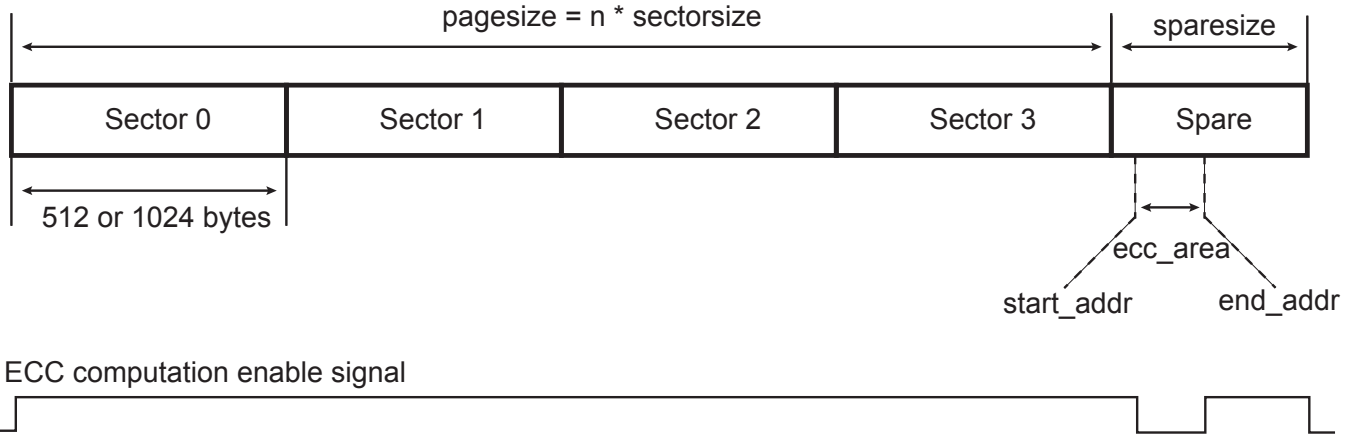 pagesize = n * sectorsize
sparesize
Sector 0
Sector 1
Sector 2
Sector 3
Spare
512 or 1024 bytes
ecc_area
start_addr
end_addr
ECC computation enable signal